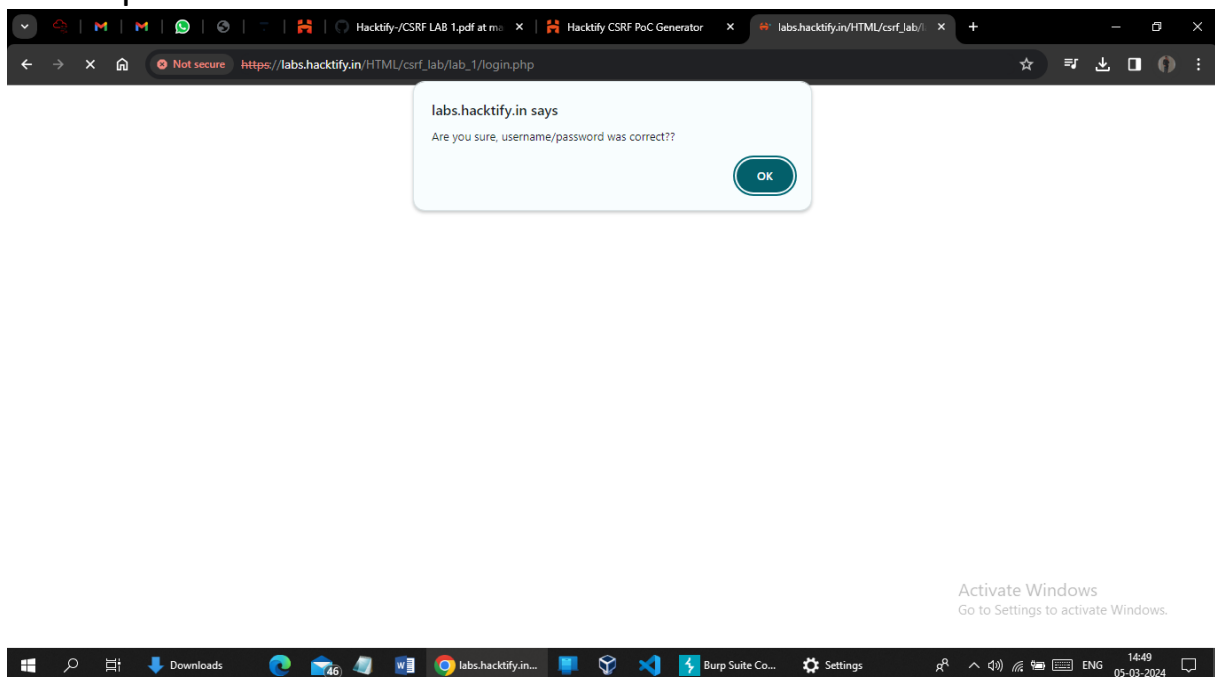 Hacktify-/CSRF LAB 1.pdf at ma
Hacktify CSRF PoC Generator
labs.hacktify.in/HTML/csrf_lab/l
Not secure
https://labs.hacktify.in/HTML/csrf_lab/lab_1/login.php
labs.hacktify.in says
Are you sure, username/password was correct??
OK
Activate Windows
Go to Settings to activate Windows.
Downloads
46
labs.hacktify.in...
Burp Suite Co...
Settings
ENG
14:49
05-03-2024